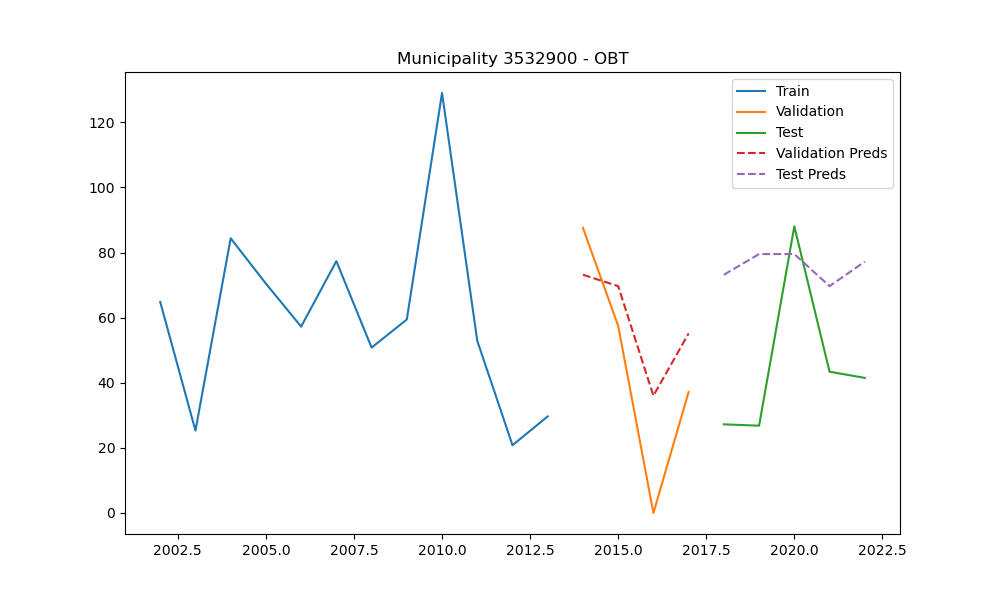 Municipality 3532900 - OBT
Train
Validation
Test
Validation Preds
Test Preds
120
100
80
60
40
20
0
2002.5 2005.0 2007.5 2010.0 2012.5 2015.0 2017.5 2020.0 2022.5